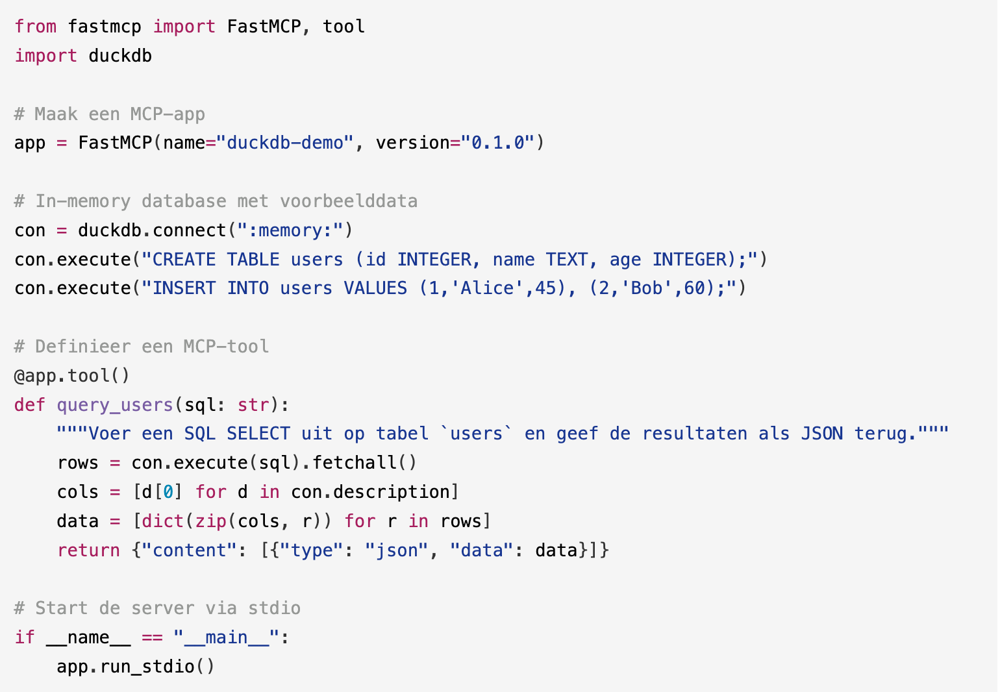 from fastmcp import FastMCP, tool
import duckdb

# Maak een MCP-app
app = FastMCP(name="duckdb-demo", version="0.1.0")

# In-memory database met voorbeelddata
con = duckdb.connect(":memory:")
con.execute("CREATE TABLE users (id INTEGER, name TEXT, age INTEGER);")
con.execute("INSERT INTO users VALUES (1,'Alice',45), (2,'Bob',60);")

# Definieer een MCP-tool
@app.tool()
def query_users(sql: str):
    """Voer een SQL SELECT uit op tabel `users` en geef de resultaten als JSON terug."""
    rows = con.execute(sql).fetchall()
    cols = [d[0] for d in con.description]
    data = [dict(zip(cols, r)) for r in rows]
    return {"content": [{"type": "json", "data": data}]}

# Start de server via stdio
if __name__ == "__main__":
    app.run_stdio()